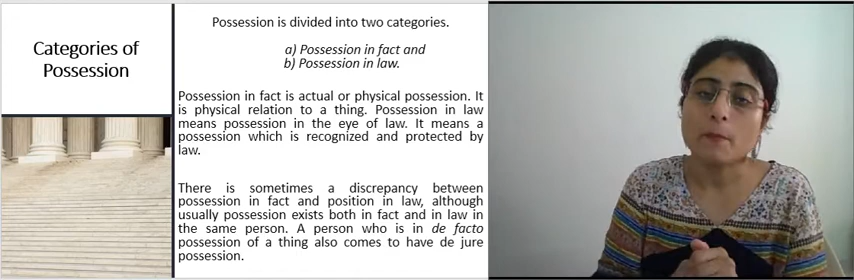 Categories of
Possession
Possession is divided into two categories.
a) Possession in fact and
b) Possession in law.
Possession in fact is actual or physical possession. It
is physical relation to a thing. Possession in law
means possession in the eye of law. It means a
possession which is recognized and protected by
law.
There is sometimes a discrepancy between
possession in fact and position in law, although
usually possession exists both in fact and in law in
the same person. A person who is in de facto
possession of a thing also comes to have de jure
possession.